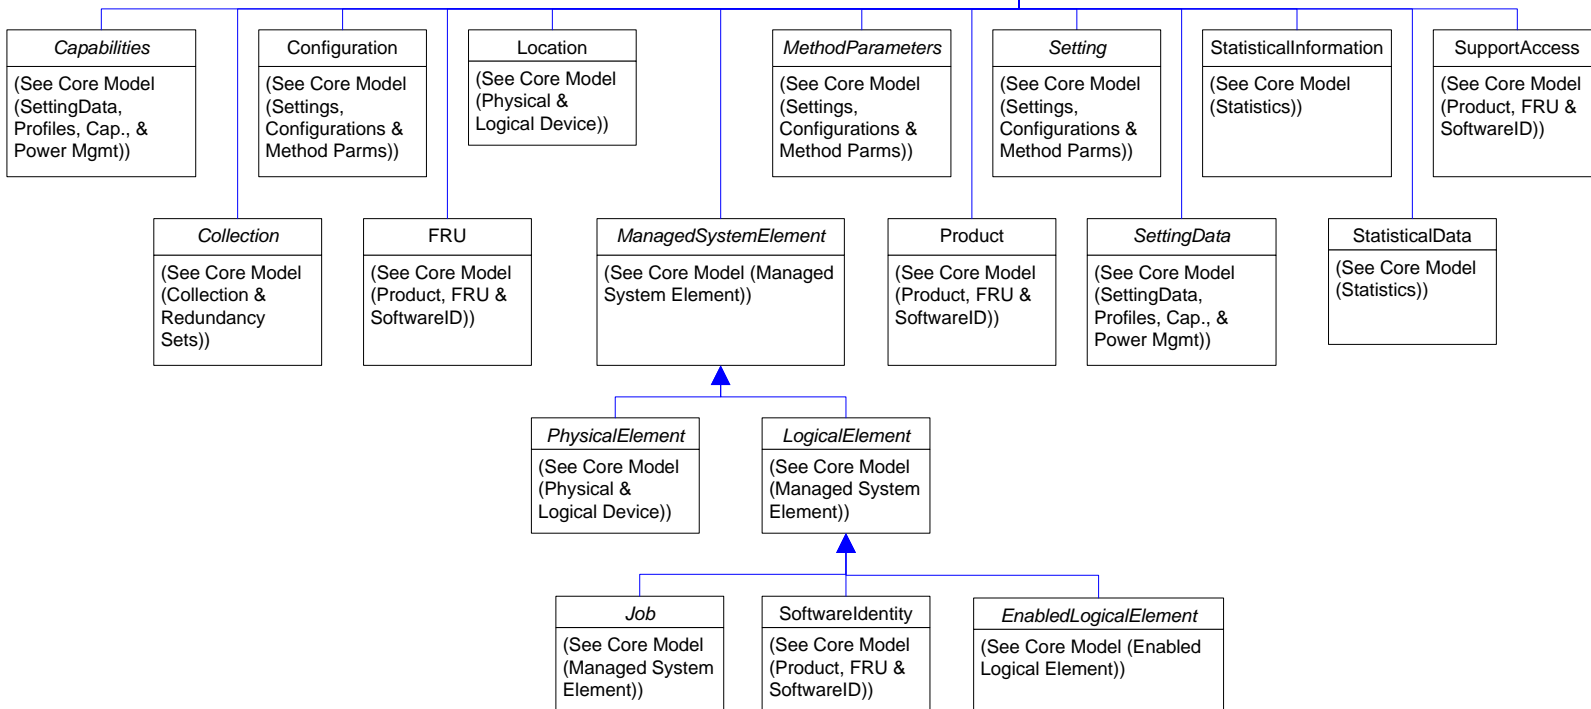 Capabilities
(See Core Model
(SettingData,
Profiles, Cap., &
Power Mgmt))
Configuration
(See Core Model
(Settings,
Configurations &
Method Parms))
Location
(See Core Model
(Physical &
Logical Device))
MethodParameters
(See Core Model
(Settings,
Configurations &
Method Parms))
Setting
(See Core Model
(Settings,
Configurations &
Method Parms))
StatisticalInformation
(See Core Model
(Statistics))
SupportAccess
(See Core Model
(Product, FRU &
SoftwareID))
Collection
(See Core Model
(Collection &
Redundancy
Sets))
FRU
(See Core Model
(Product, FRU &
SoftwareID))
ManagedSystemElement
(See Core Model (Managed
System Element))
Product
(See Core Model
(Product, FRU &
SoftwareID))
SettingData
(See Core Model
(SettingData,
Profiles, Cap., &
Power Mgmt))
StatisticalData
(See Core Model
(Statistics))
PhysicalElement
(See Core Model
(Physical &
Logical Device))
LogicalElement
(See Core Model
(Managed System
Element))
Job
(See Core Model
(Managed System
Element))
SoftwareIdentity
(See Core Model
(Product, FRU &
SoftwareID))
EnabledLogicalElement
(See Core Model (Enabled
Logical Element))